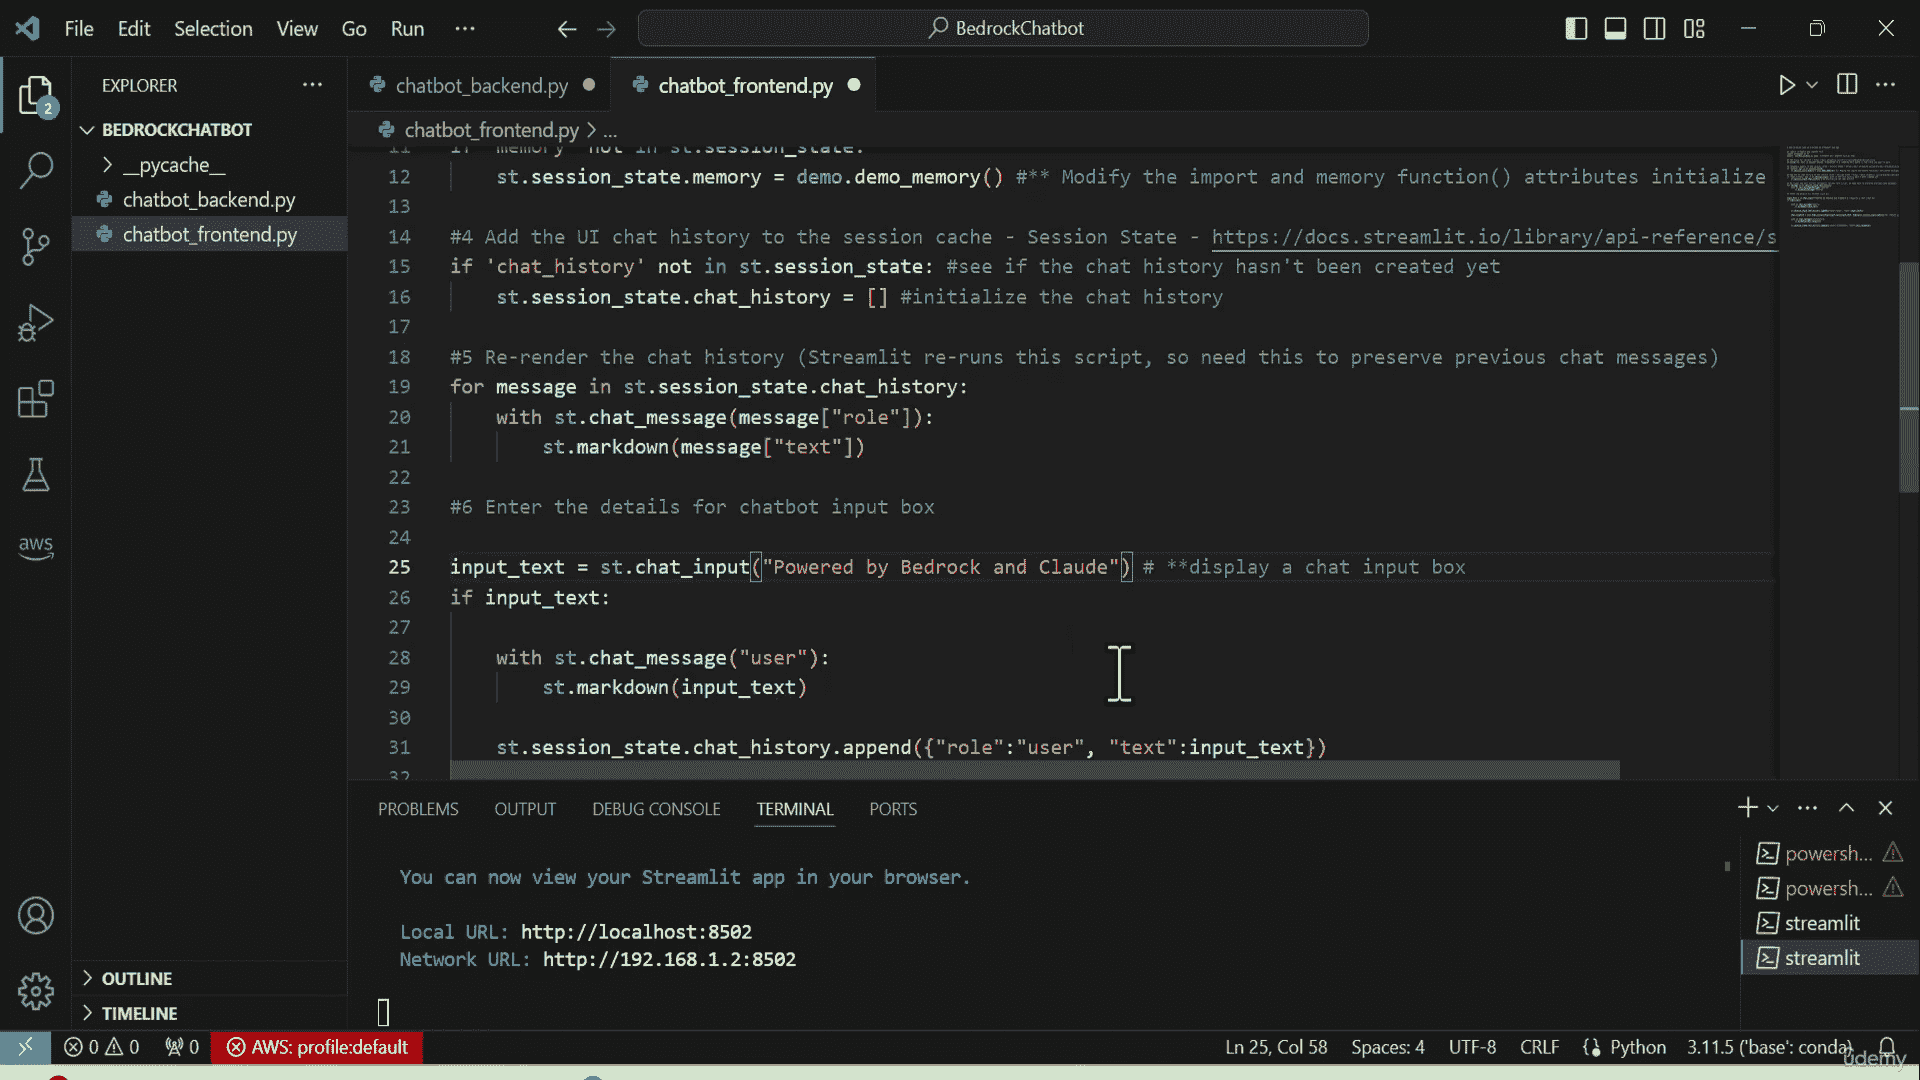 File Edit Selection View Go Run ··· BedrockChatbot
EXPLORER ···
2
BEDROCKCHATBOT
__pycache__
chatbot_backend.py
chatbot_frontend.py
aws
OUTLINE
TIMELINE
chatbot_backend.py chatbot_frontend.py
chatbot_frontend.py > ...
11 if 'memory' not in st.session_state:
12 st.session_state.memory = demo.demo_memory() #** Modify the import and memory function() attributes initialize
13
14 #4 Add the UI chat history to the session cache - Session State - https://docs.streamlit.io/library/api-reference/s
15 if 'chat_history' not in st.session_state: #see if the chat history hasn't been created yet
16 st.session_state.chat_history = [] #initialize the chat history
17
18 #5 Re-render the chat history (Streamlit re-runs this script, so need this to preserve previous chat messages)
19 for message in st.session_state.chat_history:
20 with st.chat_message(message["role"]):
21 st.markdown(message["text"])
22
23 #6 Enter the details for chatbot input box
24
25 input_text = st.chat_input("Powered by Bedrock and Claude") # **display a chat input box
26 if input_text:
27
28 with st.chat_message("user"):
29 st.markdown(input_text)
30
31 st.session_state.chat_history.append({"role":"user", "text":input_text})
32
PROBLEMS OUTPUT DEBUG CONSOLE TERMINAL PORTS
You can now view your Streamlit app in your browser.
Local URL: http://localhost:8502
Network URL: http://192.168.1.2:8502
powersh...
powersh...
streamlit
streamlit
0 0 0 AWS: profile:default Ln 25, Col 58 Spaces: 4 UTF-8 CRLF Python 3.11.5 ('base': conda)
udemy